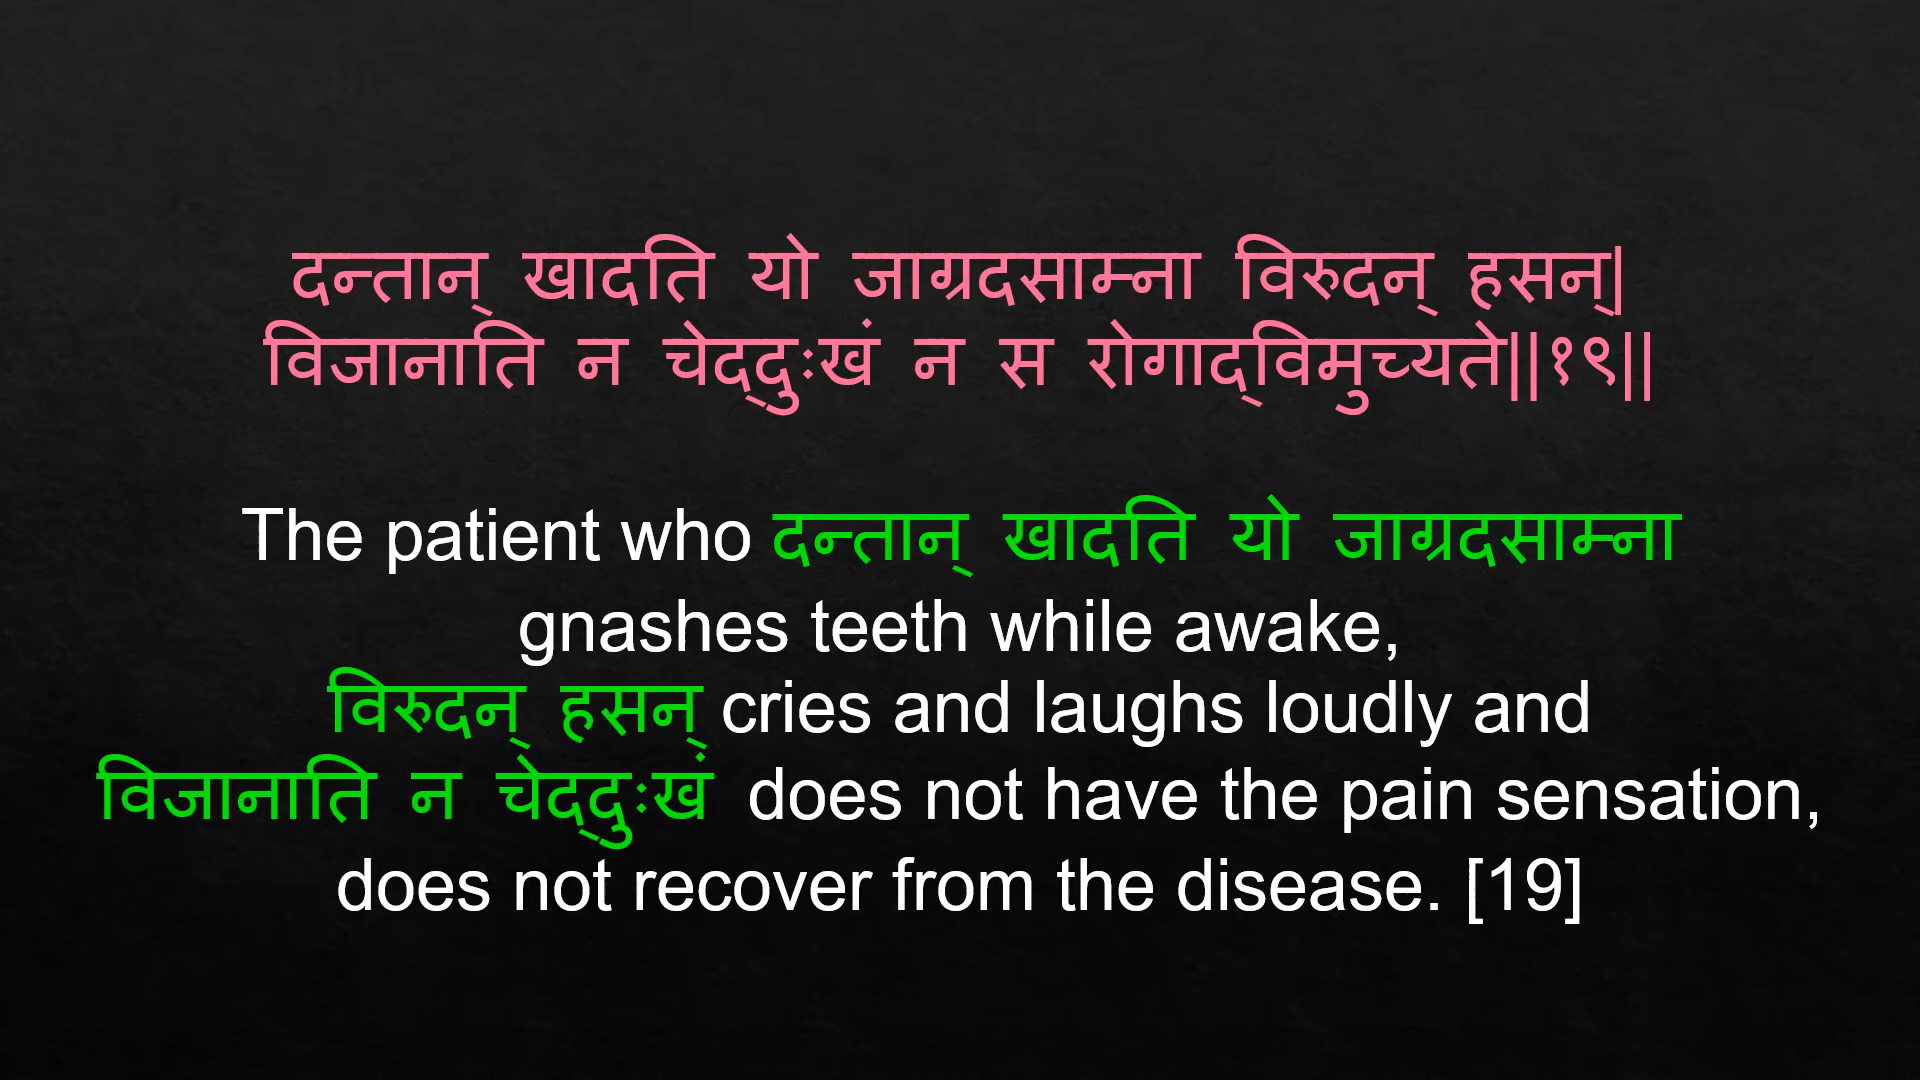 दन्तान् खादति यो जाग्रदसाम्ना विरुदन् हसन्|
विजानाति न चेद्दुःखं न स रोगाद्विमुच्यते||१९||
The patient who दन्तान् खादति यो जाग्रदसाम्ना
gnashes teeth while awake,
विरुदन् हसन् cries and laughs loudly and
विजानाति न चेद्दुःखं does not have the pain sensation,
does not recover from the disease. [19]